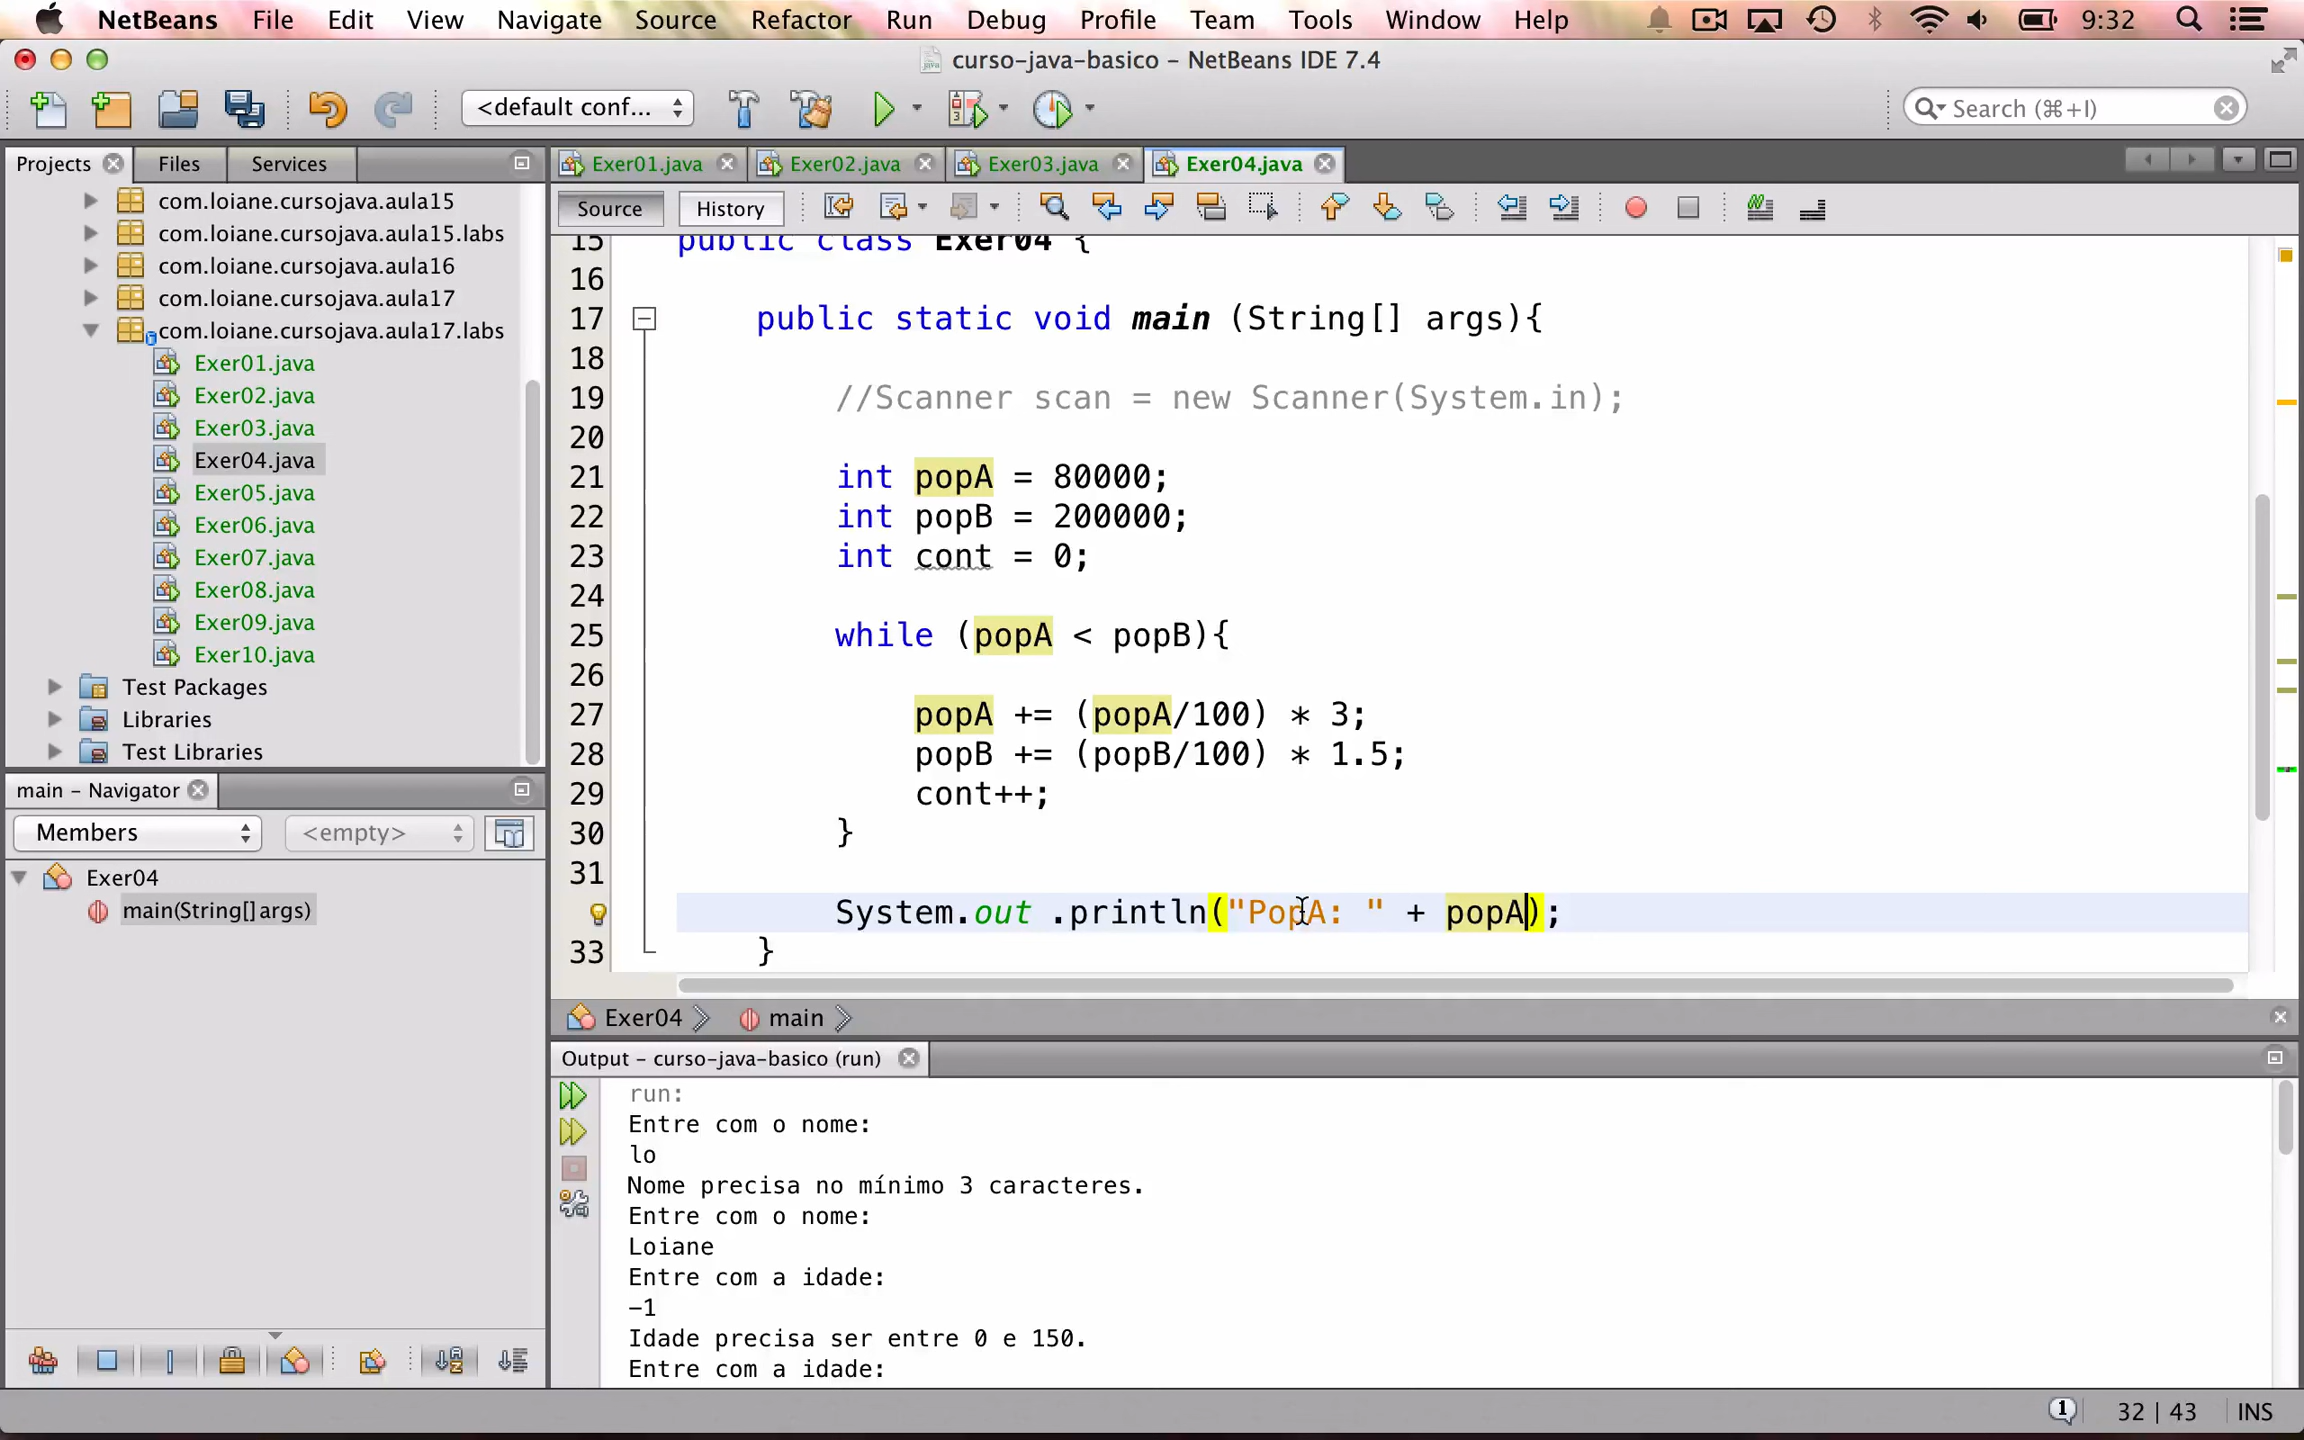 NetBeans File Edit View Navigate Source Refactor Run Debug Profile Team Tools Window Help 9:32
curso-java-basico – NetBeans IDE 7.4
<default conf... Search (⌘+I)
Projects Files Services
com.loiane.cursojava.aula15
com.loiane.cursojava.aula15.labs
com.loiane.cursojava.aula16
com.loiane.cursojava.aula17
com.loiane.cursojava.aula17.labs
Exer01.java
Exer02.java
Exer03.java
Exer04.java
Exer05.java
Exer06.java
Exer07.java
Exer08.java
Exer09.java
Exer10.java
Test Packages
Libraries
Test Libraries
main – Navigator
Members <empty>
Exer04
main(String[] args)
Exer01.java Exer02.java Exer03.java Exer04.java
Source History
15 public class Exer04 {
16
17 public static void main (String[] args){
18
19 //Scanner scan = new Scanner(System.in);
20
21 int popA = 80000;
22 int popB = 200000;
23 int cont = 0;
24
25 while (popA < popB){
26
27 popA += (popA/100) * 3;
28 popB += (popB/100) * 1.5;
29 cont++;
30 }
31
System.out .println("PopA: " + popA);
33 }
Exer04 main
Output – curso-java-basico (run)
run:
Entre com o nome:
lo
Nome precisa no mínimo 3 caracteres.
Entre com o nome:
Loiane
Entre com a idade:
–1
Idade precisa ser entre 0 e 150.
Entre com a idade:
1 32 | 43 INS